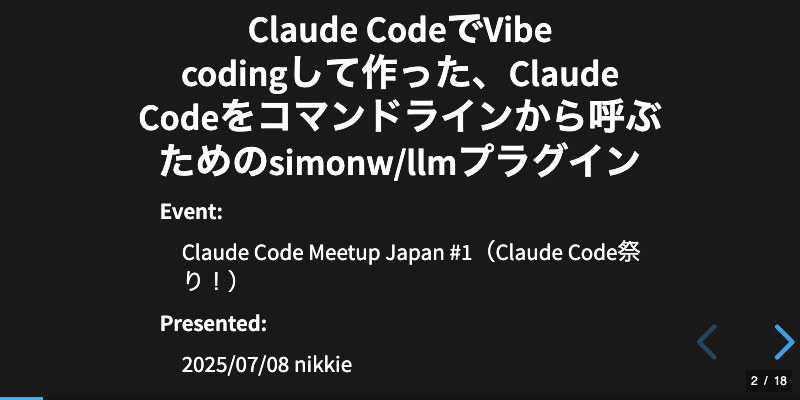 Claude CodeでVibe
codingして作った、Claude
Codeをコマンドラインから呼ぶ
ためのsimonw/llmプラグイン
Event:
Claude Code Meetup Japan #1（Claude Code祭
り！）
Presented:
2025/07/08 nikkie
2 / 18